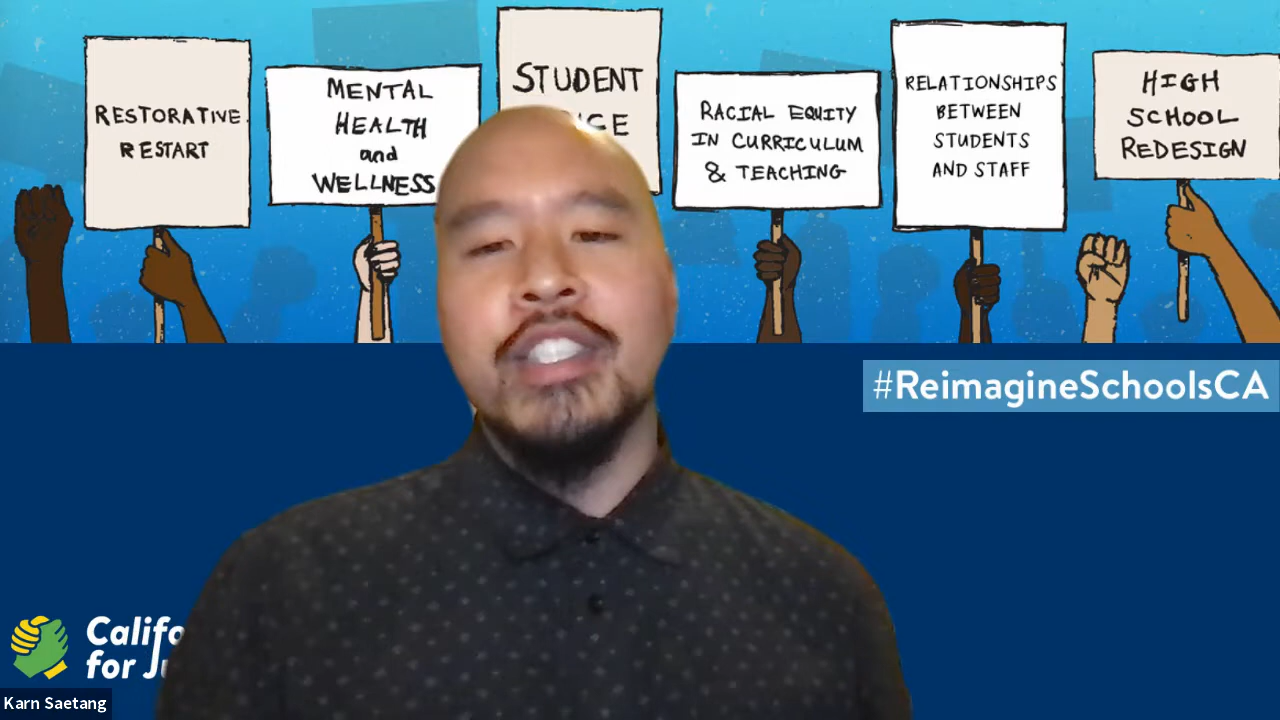 RESTORATIVE
RESTART
MENTAL
HEALTH
and
WELLNESS
STUDENT
RACIAL EQUITY
IN CURRICULUM
& TEACHING
RELATIONSHIPS
BETWEEN
STUDENTS
AND STAFF
HIGH
SCHOOL
REDESIGN
#ReimagineSchoolsCA
for
Karn Saetang